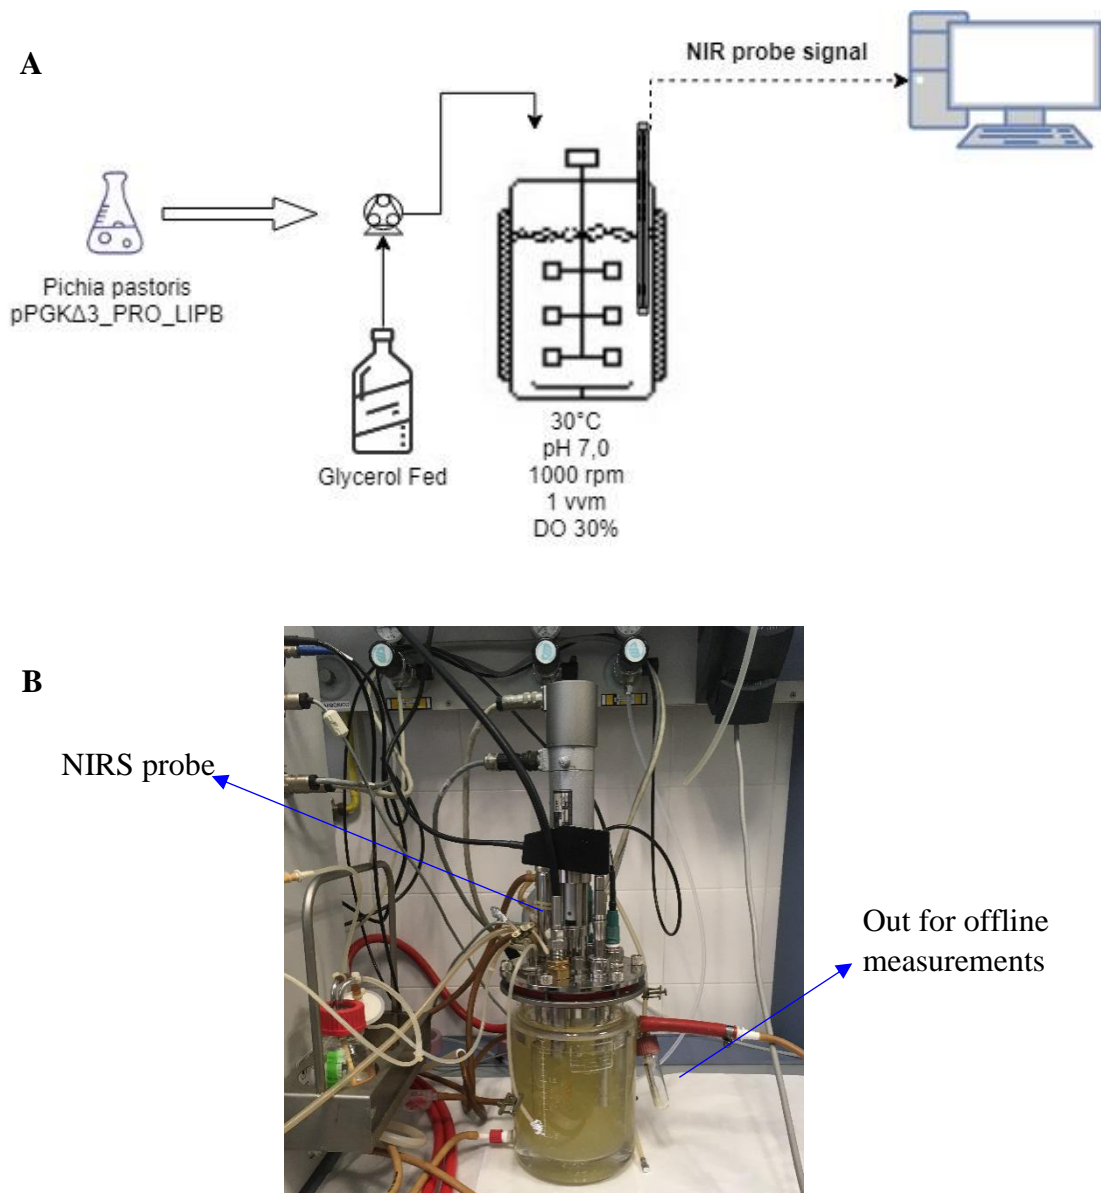 A
NIR probe signal
Pichia pastoris
pPGKΔ3_PRO_LIPB
Glycerol Fed
30°C
pH 7,0
1000 rpm
1 vvm
DO 30%
B
NIRS probe
Out for offline
measurements